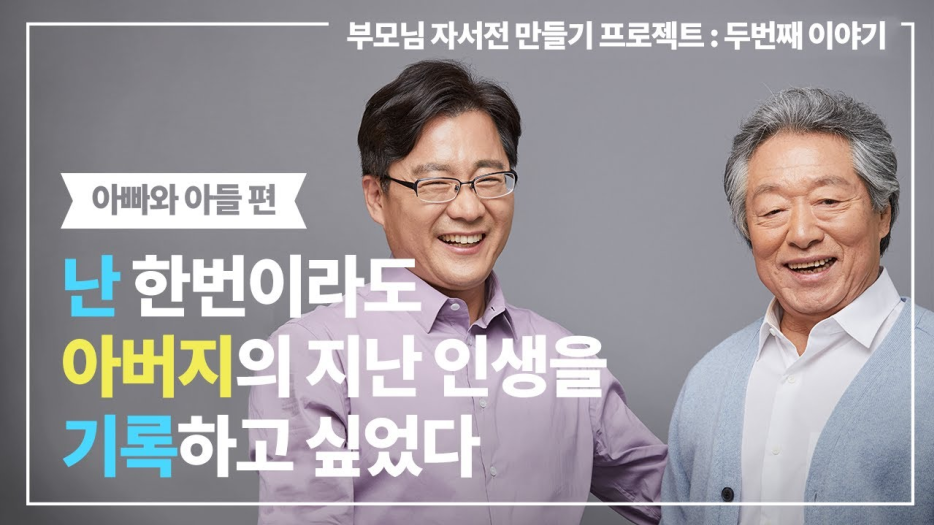 부모님 자서전 만들기 프로젝트 : 두번째 이야기
아빠와 아들 편
난 한번이라도
아버지의 지난 인생을
기록하고 싶었다